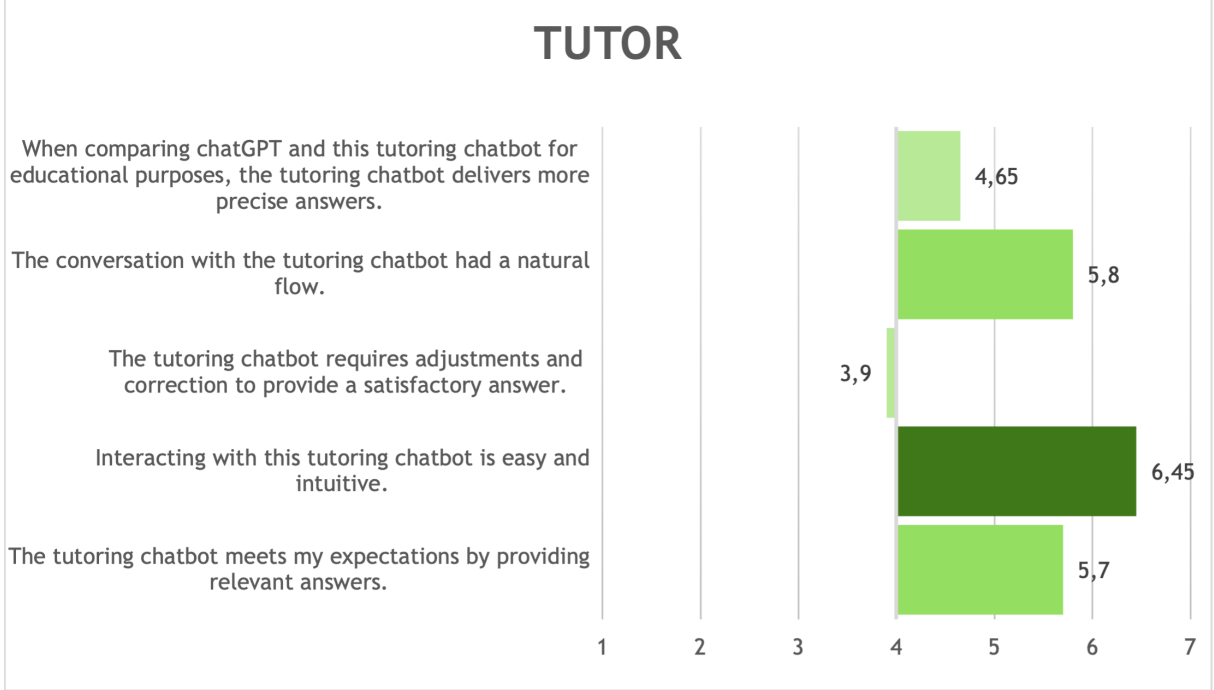 TUTOR
When comparing chatGPT and this tutoring chatbot for
educational purposes, the tutoring chatbot delivers more
precise answers.
4,65
The conversation with the tutoring chatbot had a natural
flow.
5,8
The tutoring chatbot requires adjustments and
correction to provide a satisfactory answer.
3,9
Interacting with this tutoring chatbot is easy and
intuitive.
6,45
The tutoring chatbot meets my expectations by providing
relevant answers.
5,7
1 2 3 4 5 6 7